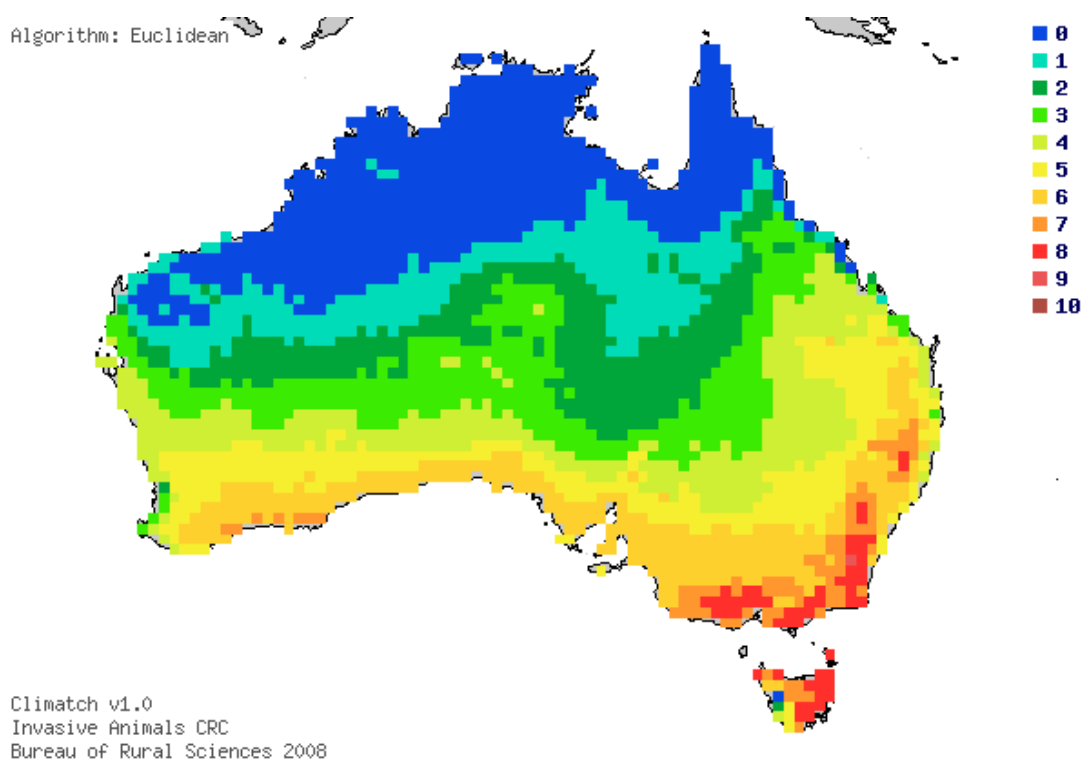 Algorithm: Euclidean
0
1
2
3
4
5
6
7
8
9
10
Climatch v1.0
Invasive Animals CRC
Bureau of Rural Sciences 2008